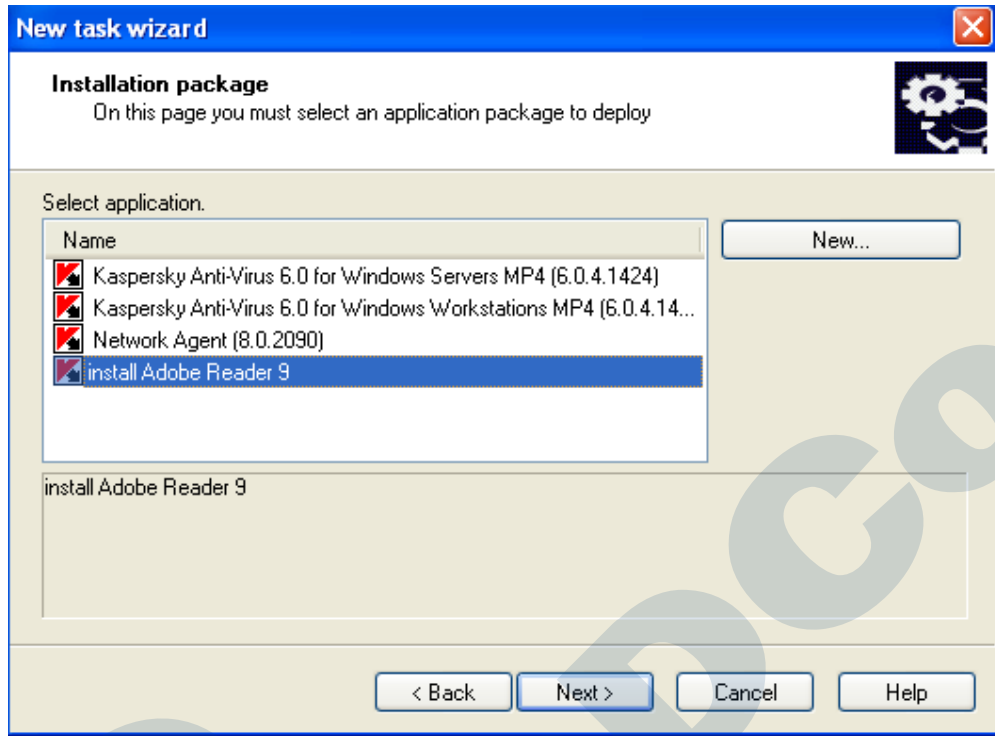 New task wizard
Installation package
On this page you must select an application package to deploy
Select application.
Name
New...
Kaspersky Anti-Virus 6.0 for Windows Servers MP4 (6.0.4.1424)
Kaspersky Anti-Virus 6.0 for Windows Workstations MP4 (6.0.4.14...
Network Agent (8.0.2090)
install Adobe Reader 9
install Adobe Reader 9
< Back
Next >
Cancel
Help